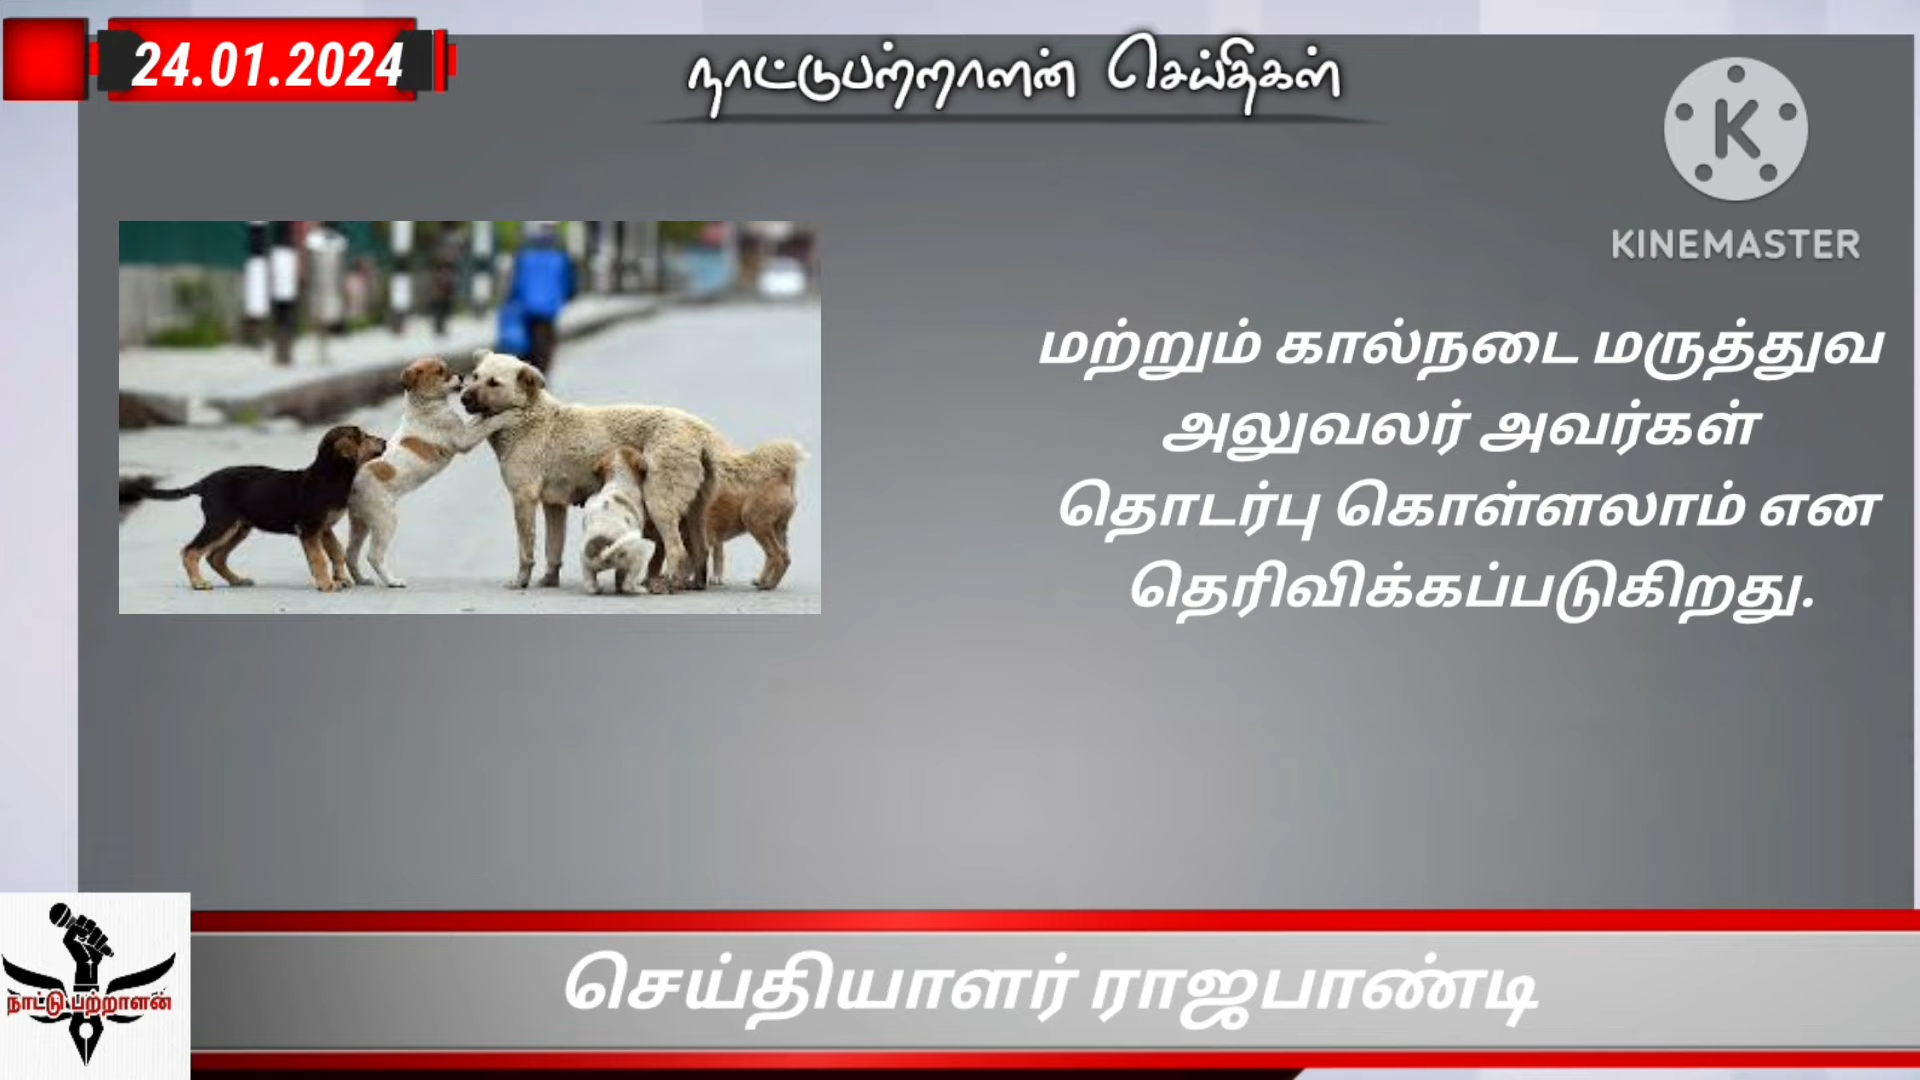 24.01.2024
நாட்டுபற்றாளன் செய்திகள்
K
KINEMASTER
மற்றும் கால்நடை மருத்துவ
அலுவலர் அவர்கள்
தொடர்பு கொள்ளலாம் என
தெரிவிக்கப்படுகிறது.
நாட்டு பற்றாளன்
செய்தியாளர் ராஜபாண்டி